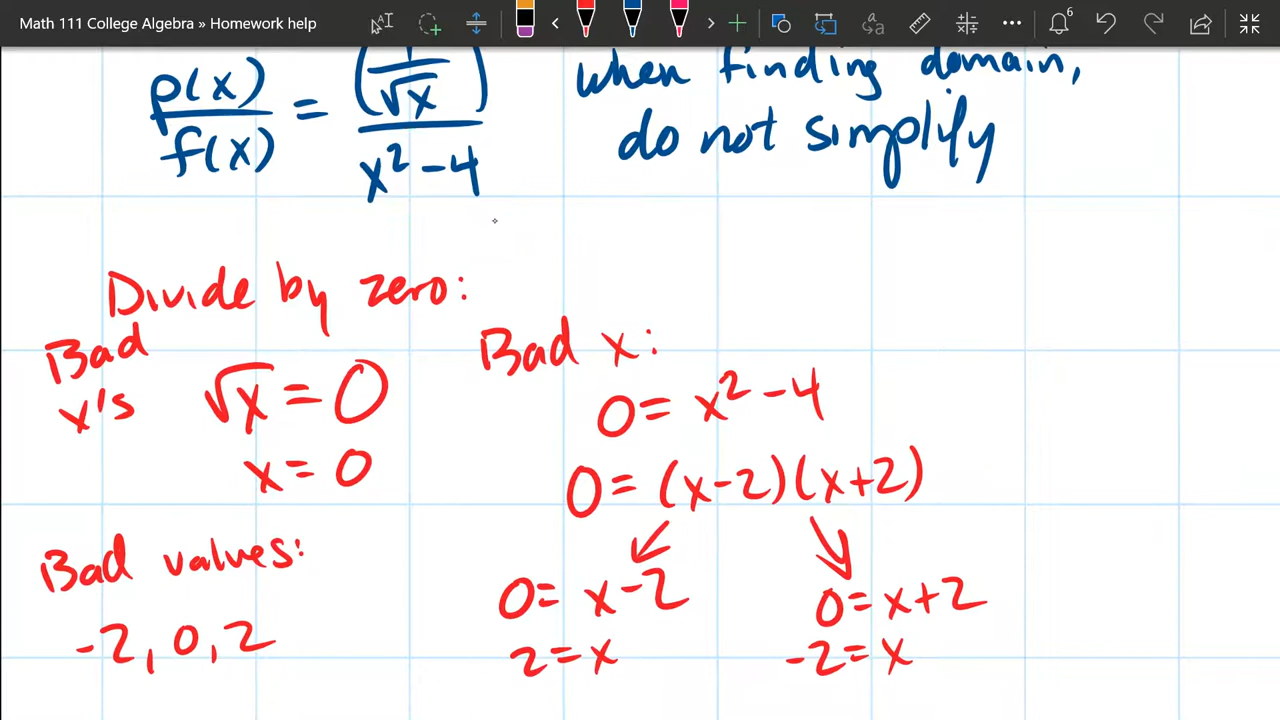 Math 111 College Algebra » Homework help
6
p(x)/f(x) = (1/√x)/(x² - 4)
when finding domain,
do not simplify
Divide by zero:
Bad
x's
√x = 0
x = 0
Bad x:
0 = x² - 4
0 = (x-2)(x+2)
0 = x - 2
2 = x
0 = x + 2
-2 = x
Bad values:
-2, 0, 2